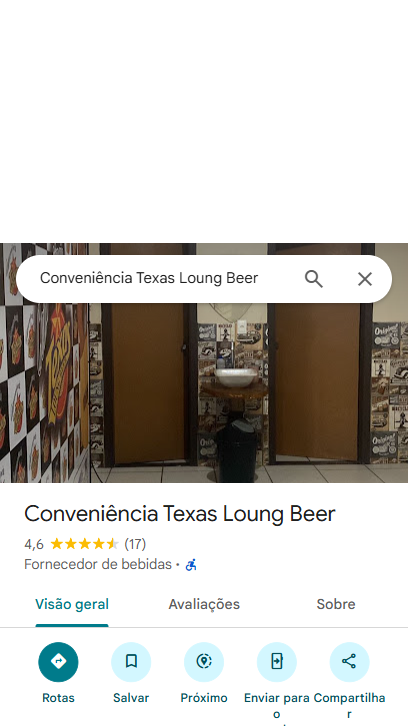 Conveniência Texas Loung Beer
Conveniência Texas Loung Beer
4,6 (17)
Fornecedor de bebidas ·
Visão geral Avaliações Sobre
Rotas Salvar Próximo Enviar para o Compartilhar